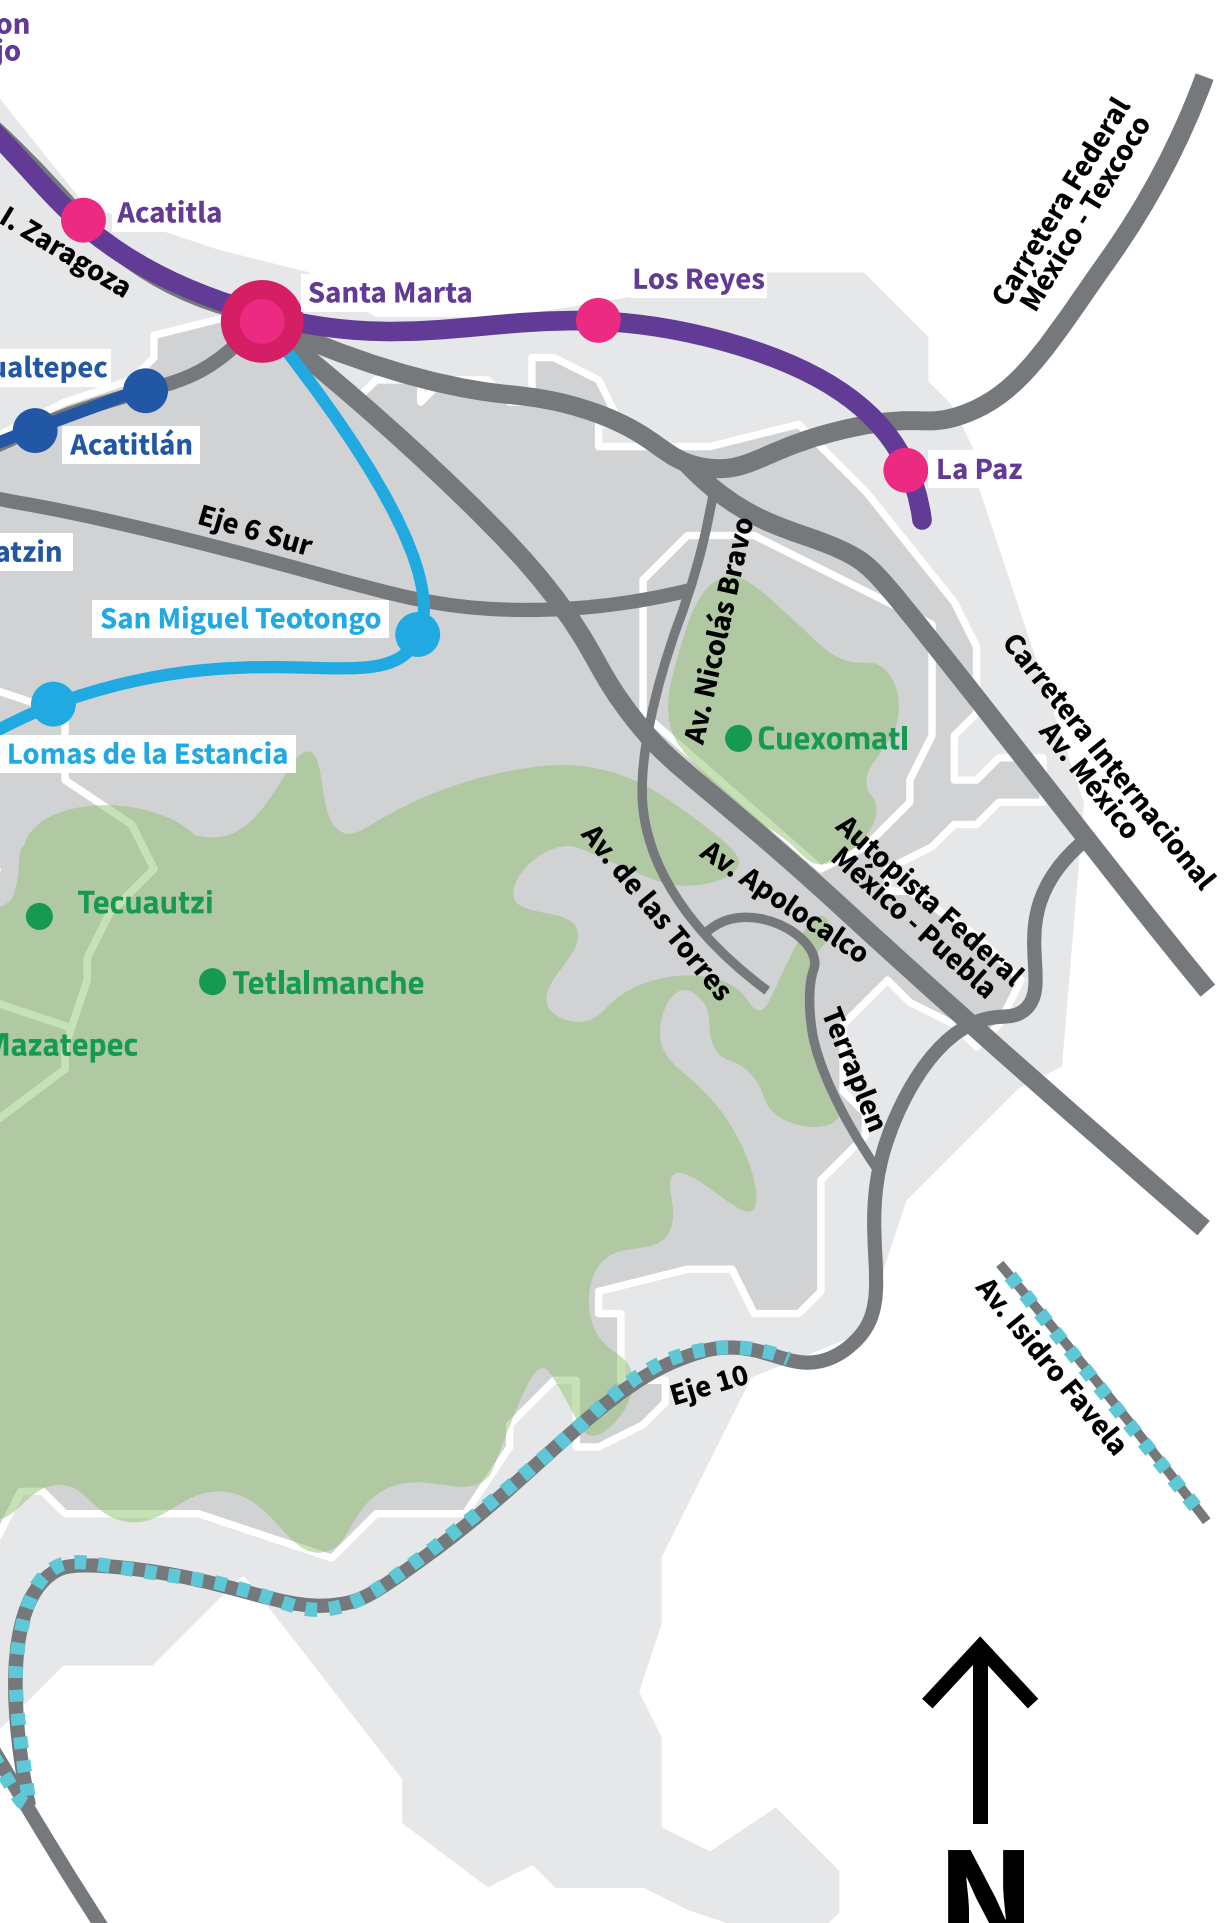 Acatitla
I. Zaragoza
Santa Marta
Los Reyes
Carretera Federal
México - Texcoco
Acatitlán
La Paz
Eje 6 Sur
Av. Nicolás Bravo
San Miguel Teotongo
Lomas de la Estancia
Cuexomatl
Carretera Internacional
Av. México
Autopista Federal
México - Puebla
Av. Apolocalco
Av. de las Torres
Tecuautzi
Tetlalmanche
Mazatepec
Terraplen
Av. Isidro Favela
Eje 10
N